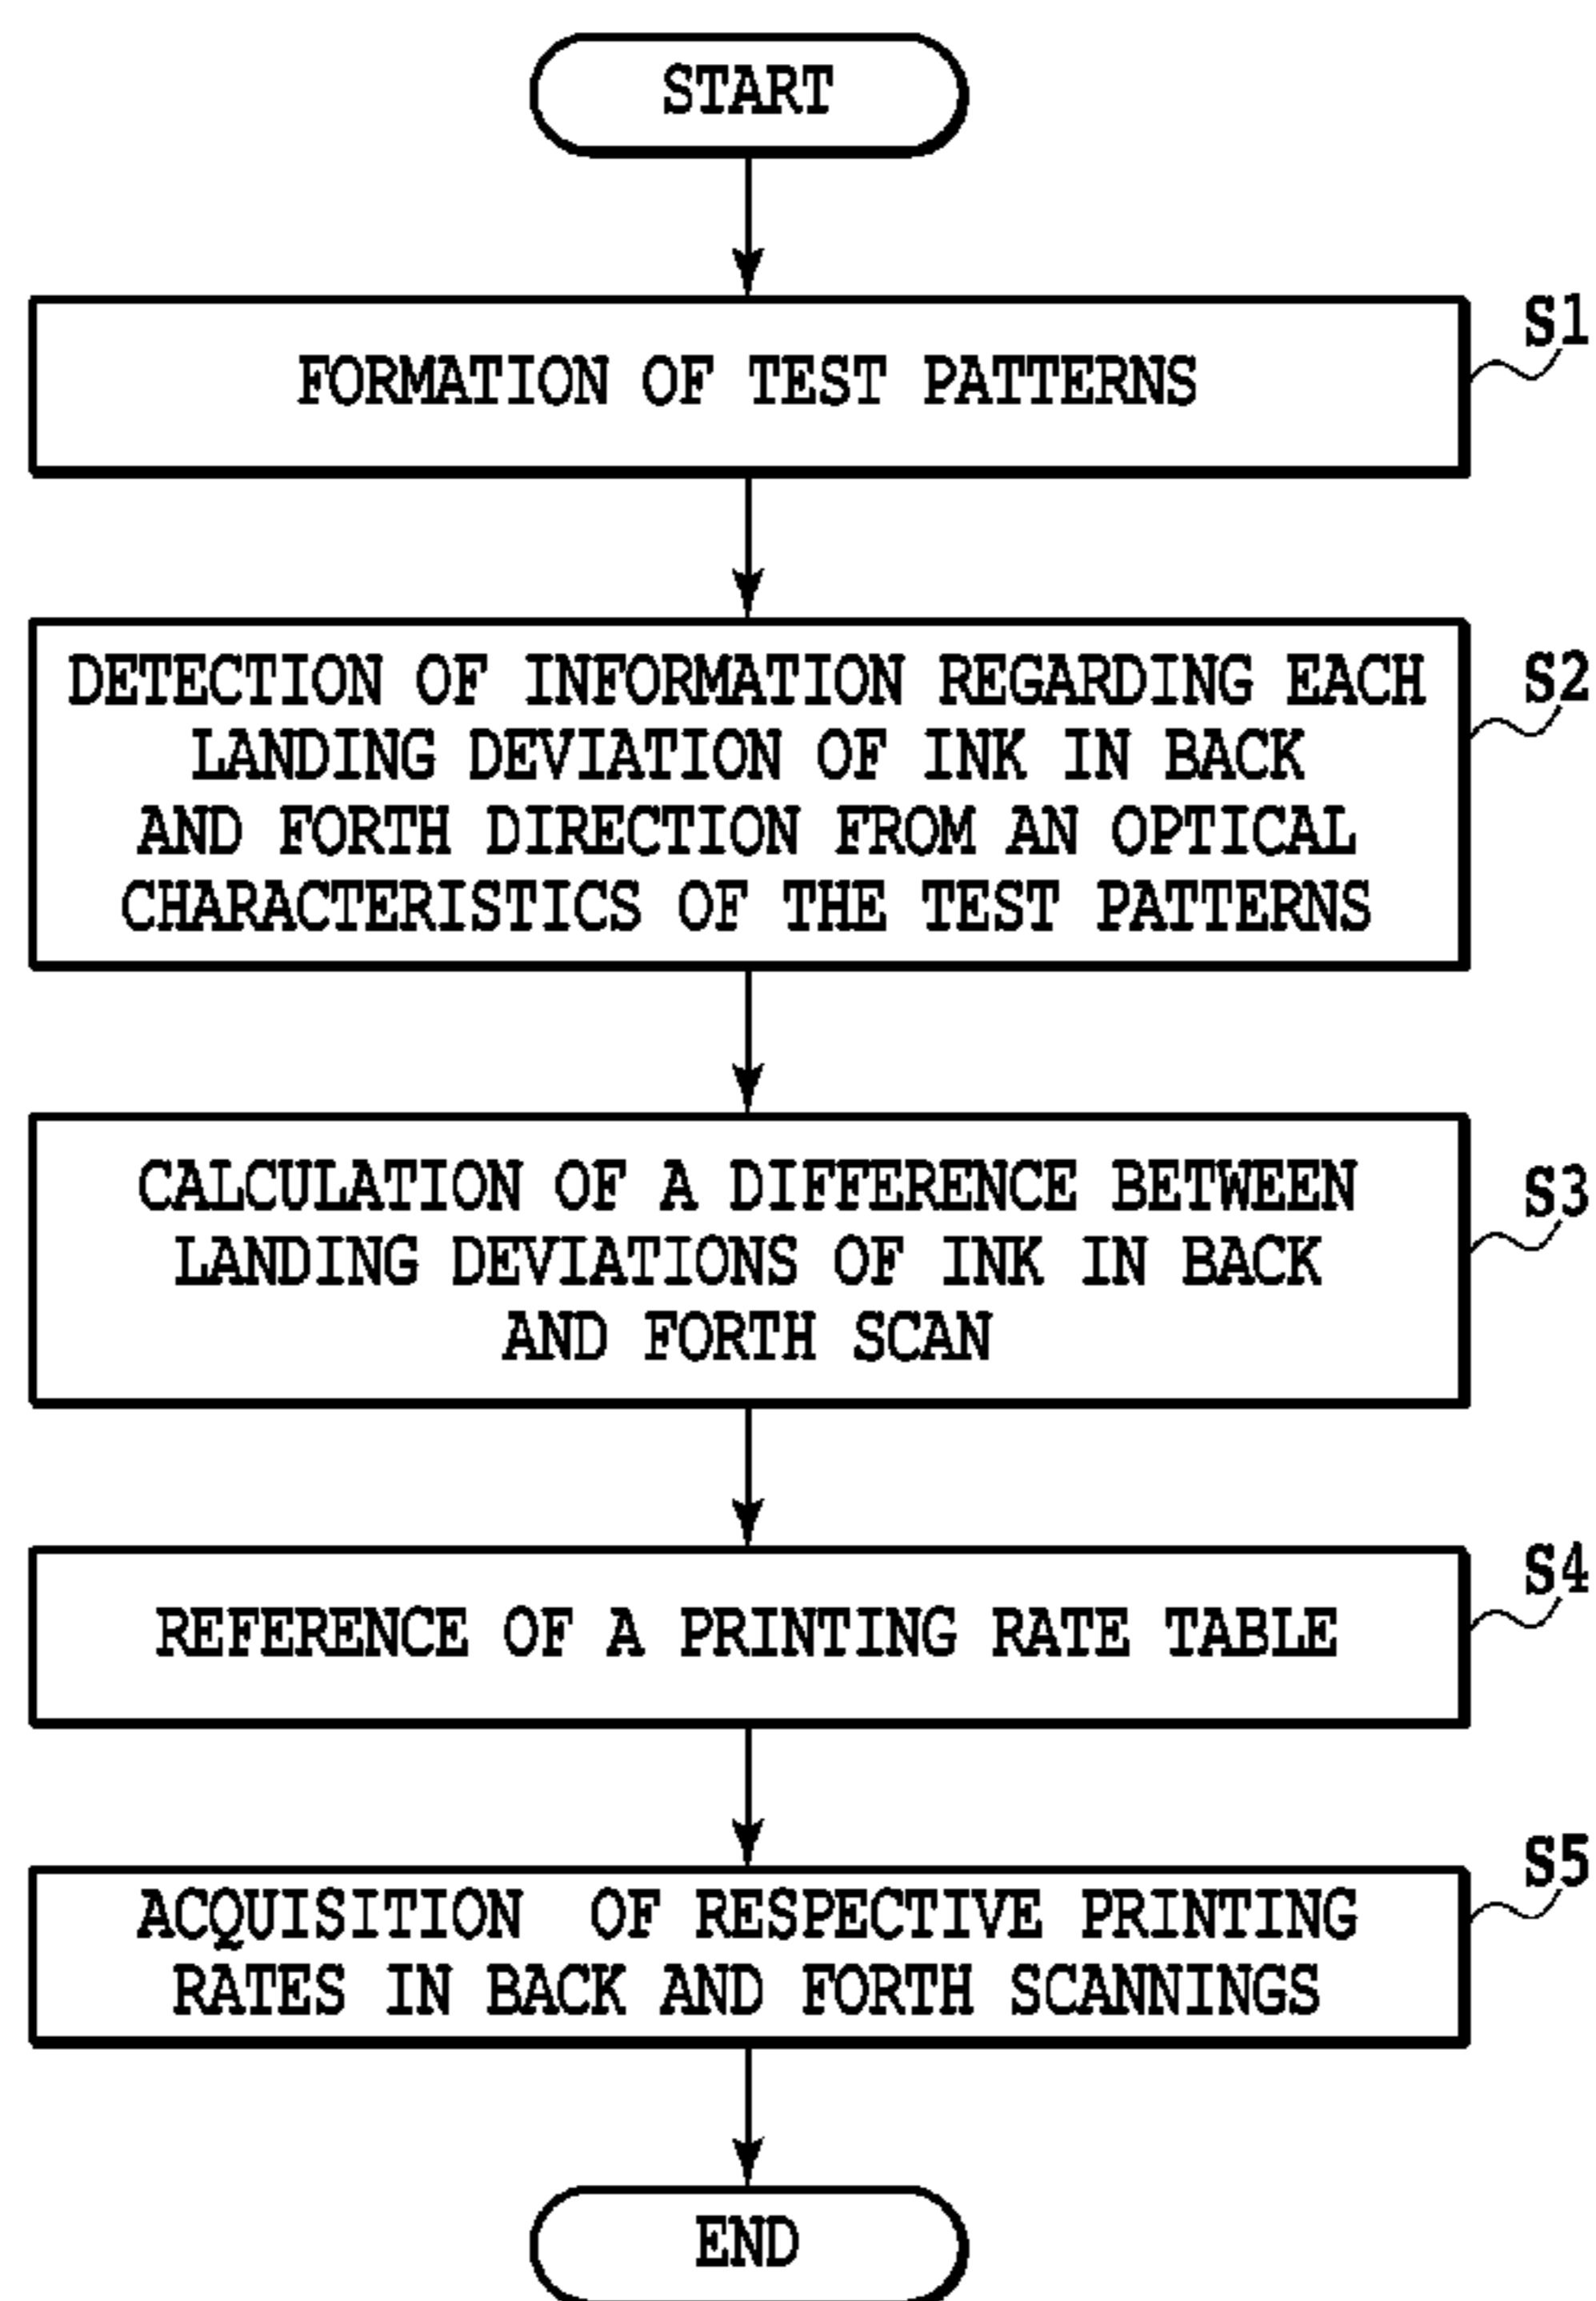 START
FORMATION OF TEST PATTERNS
S1
DETECTION OF INFORMATION REGARDING EACH
LANDING DEVIATION OF INK IN BACK
AND FORTH DIRECTION FROM AN OPTICAL
CHARACTERISTICS OF THE TEST PATTERNS
S2
CALCULATION OF A DIFFERENCE BETWEEN
LANDING DEVIATIONS OF INK IN BACK
AND FORTH SCAN
S3
REFERENCE OF A PRINTING RATE TABLE
S4
ACQUISITION OF RESPECTIVE PRINTING
RATES IN BACK AND FORTH SCANNINGS
S5
END